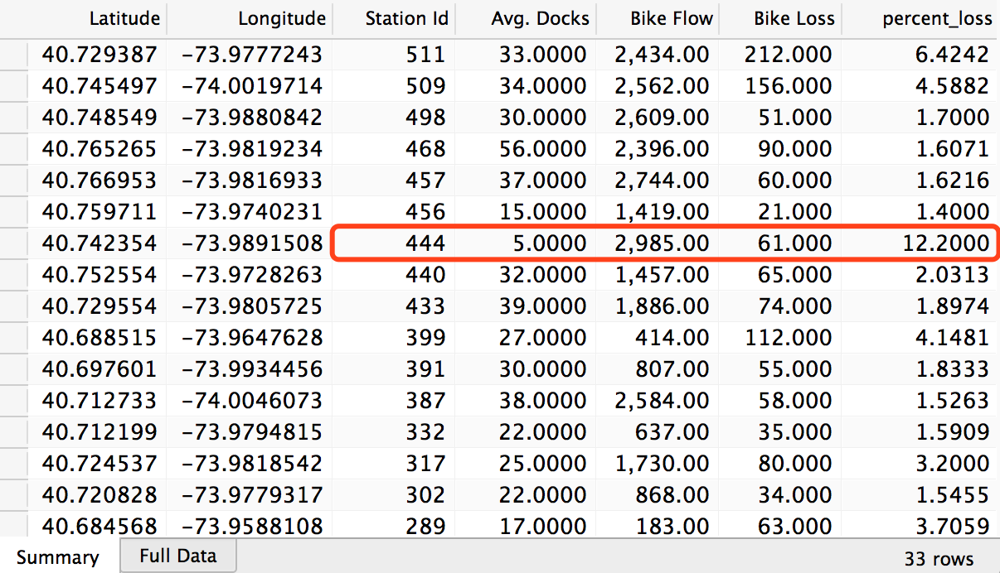 Latitude Longitude Station Id Avg. Docks Bike Flow Bike Loss percent_loss
40.729387 -73.9777243 511 33.0000 2,434.00 212.000 6.4242
40.745497 -74.0019714 509 34.0000 2,562.00 156.000 4.5882
40.748549 -73.9880842 498 30.0000 2,609.00 51.000 1.7000
40.765265 -73.9819234 468 56.0000 2,396.00 90.000 1.6071
40.766953 -73.9816933 457 37.0000 2,744.00 60.000 1.6216
40.759711 -73.9740231 456 15.0000 1,419.00 21.000 1.4000
40.742354 -73.9891508 444 5.0000 2,985.00 61.000 12.2000
40.752554 -73.9728263 440 32.0000 1,457.00 65.000 2.0313
40.729554 -73.9805725 433 39.0000 1,886.00 74.000 1.8974
40.688515 -73.9647628 399 27.0000 414.00 112.000 4.1481
40.697601 -73.9934456 391 30.0000 807.00 55.000 1.8333
40.712733 -74.0046073 387 38.0000 2,584.00 58.000 1.5263
40.712199 -73.9794815 332 22.0000 637.00 35.000 1.5909
40.724537 -73.9818542 317 25.0000 1,730.00 80.000 3.2000
40.720828 -73.9779317 302 22.0000 868.00 34.000 1.5455
40.684568 -73.9588108 289 17.0000 183.00 63.000 3.7059
Summary Full Data 33 rows